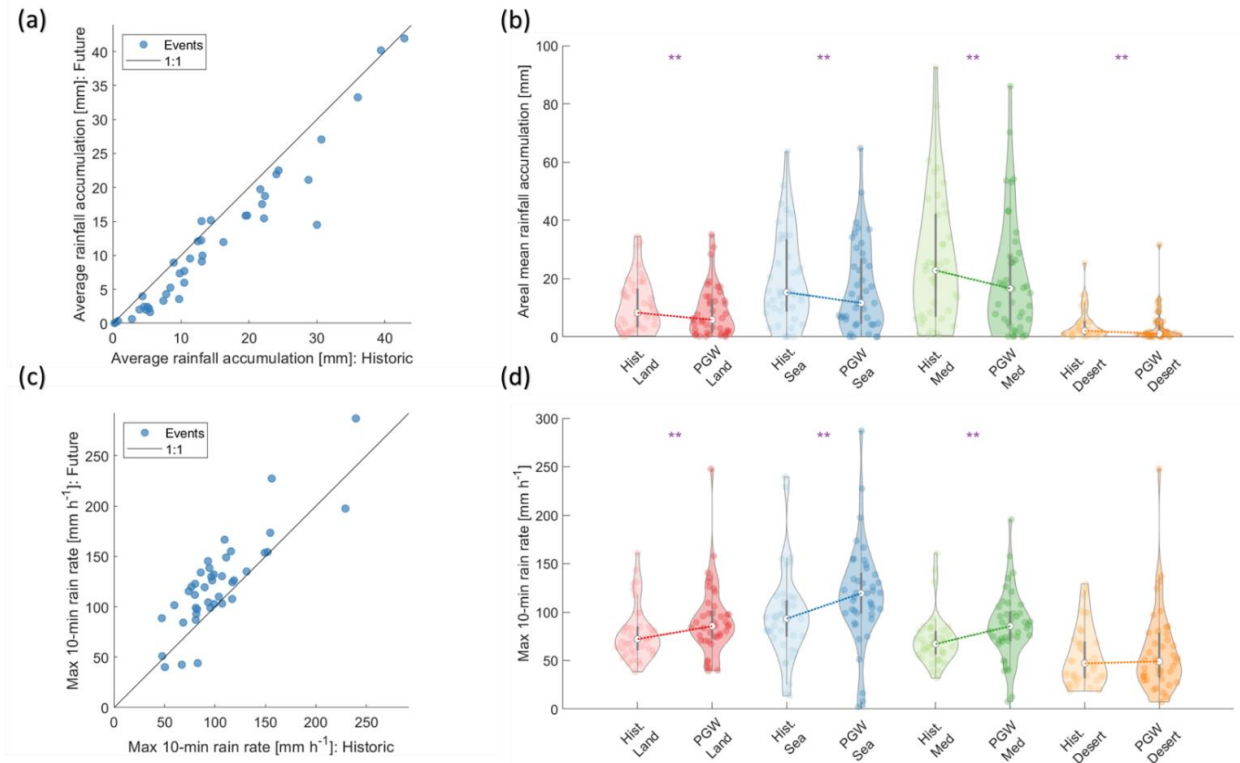 (a)
Events
1:1
Average rainfall accumulation [mm]: Future
40
35
30
25
20
15
10
5
0
0 10 20 30 40
Average rainfall accumulation [mm]: Historic
(b)
Areal mean rainfall accumulation [mm]
100
80
60
40
20
0
** ** ** **
Hist. Land
PGW Land
Hist. Sea
PGW Sea
Hist. Med
PGW Med
Hist. Desert
PGW Desert
(c)
Events
1:1
Max 10-min rain rate [mm h-1]: Future
250
200
150
100
50
0
0 50 100 150 200 250
Max 10-min rain rate [mm h-1]: Historic
(d)
Max 10-min rain rate [mm h-1]
300
250
200
150
100
50
0
** ** **
Hist. Land
PGW Land
Hist. Sea
PGW Sea
Hist. Med
PGW Med
Hist. Desert
PGW Desert